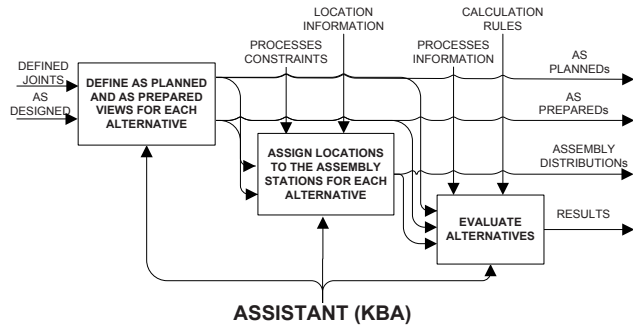 LOCATION
INFORMATION
CALCULATION
RULES
PROCESSES
CONSTRAINTS
PROCESSES
INFORMATION
AS
PLANNEDs
DEFINED
JOINTS
AS
DESIGNED
DEFINE AS PLANNED
AND AS PREPARED
VIEWS FOR EACH
ALTERNATIVE
AS
PREPAREDs
ASSIGN LOCATIONS
TO THE ASSEMBLY
STATIONS FOR EACH
ALTERNATIVE
ASSEMBLY
DISTRIBUTIONs
EVALUATE
ALTERNATIVES
RESULTS
ASSISTANT (KBA)